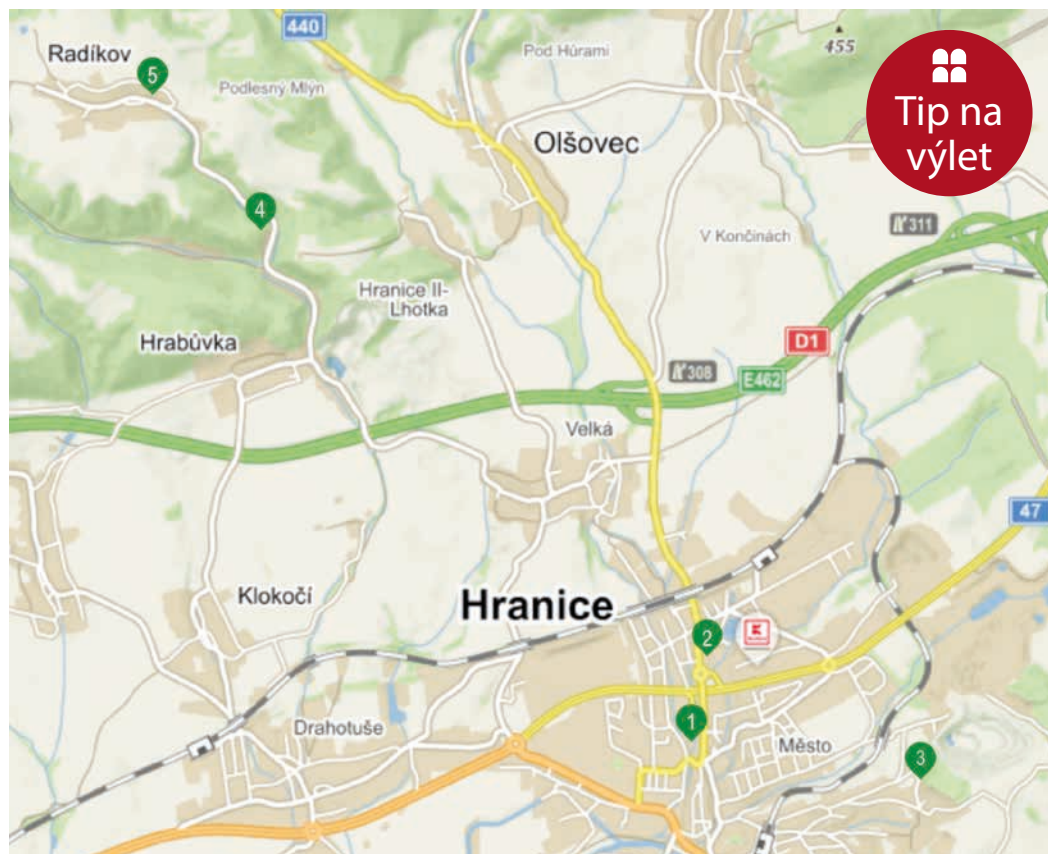 440
Pod Hůrami
455
Radíkov
5
Podlesný Mlýn
Tip na
výlet
Olšovec
4
311
V Končinách
Hranice II-
Lhotka
Hrabůvka
D1
308
E462
Velká
47
Klokočí
Hranice
2
1
Drahotuše
Město
3